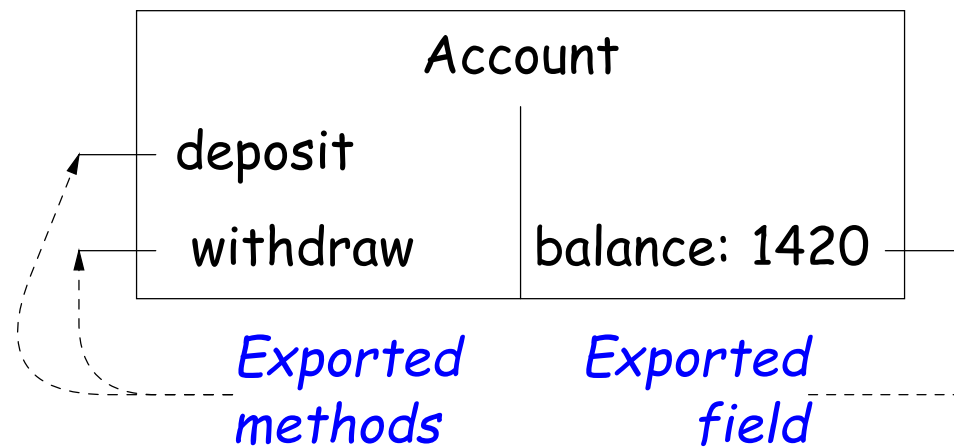 Account
deposit
withdraw
balance: 1420
Exported
methods
Exported
field